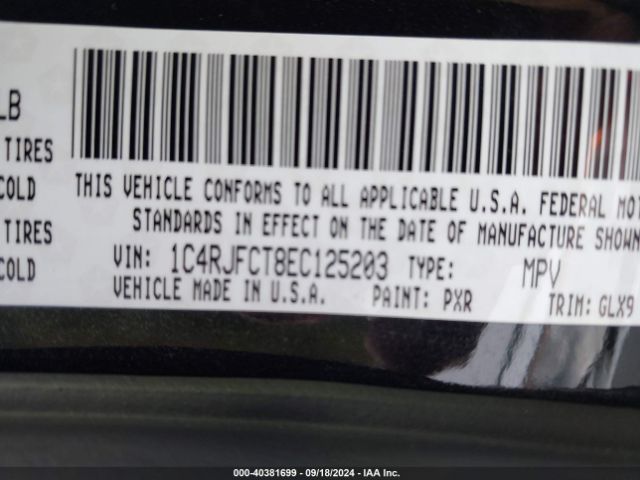 LB
TIRES
COLD
THIS VEHICLE CONFORMS TO ALL APPLICABLE U.S.A. FEDERAL MOT
TIRES
STANDARDS IN EFFECT ON THE DATE OF MANUFACTURE SHOWN
COLD
VIN: 1C4RJFCT8EC125203 TYPE: MPV
VEHICLE MADE IN U.S.A. PAINT: PXR TRIM: GLX9
000-40381699 - 09/18/2024 - IAA Inc.